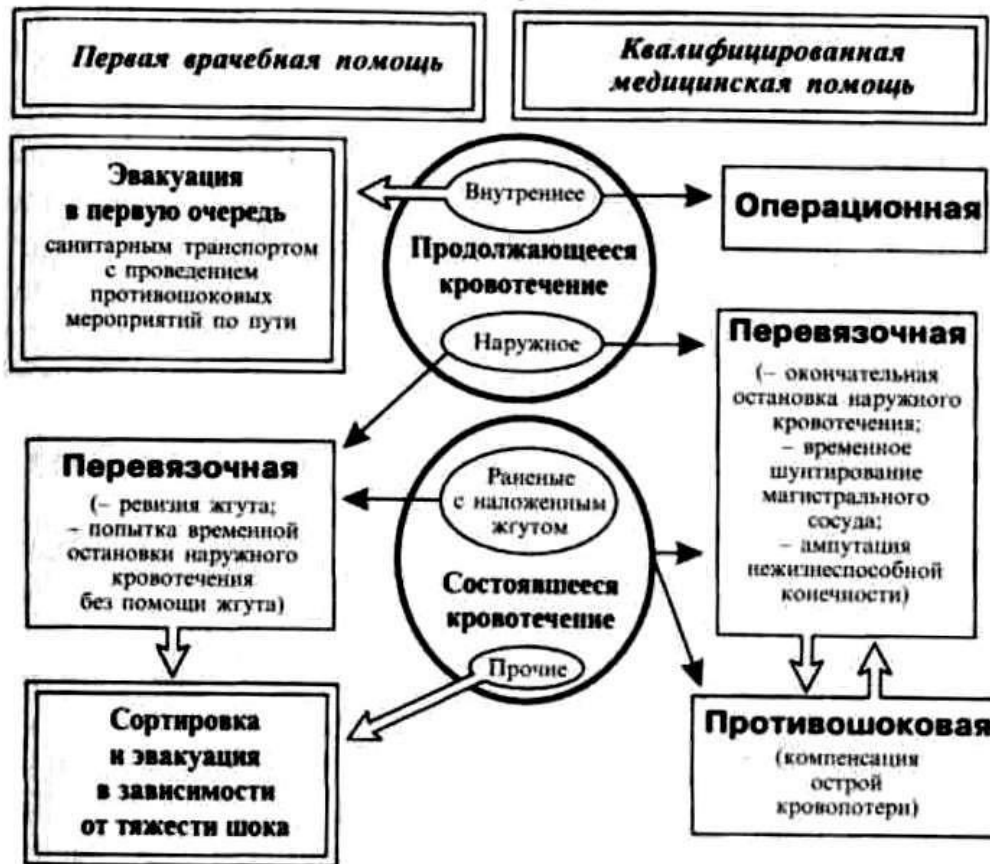 Первая врачебная помощь
Квалифицированная
медицинская помощь
Эвакуация
в первую очередь
санитарным транспортом
с проведением
противошоковых
мероприятий по пути
Внутреннее
Продолжающееся
кровотечение
Наружное
Операционная
Перевязочная
(– окончательная
остановка наружного
кровотечения;
– временное
шунтирование
магистрального
сосуда;
– ампутация
нежизнеспособной
конечности)
Перевязочная
(– ревизия жгута;
– попытка временной
остановки наружного
кровотечения
без помощи жгута)
Раненые
с наложенным
жгутом
Состоявшееся
кровотечение
Прочие
Сортировка
и эвакуация
в зависимости
от тяжести шока
Противошоковая
(компенсация
острой
кровопотери)